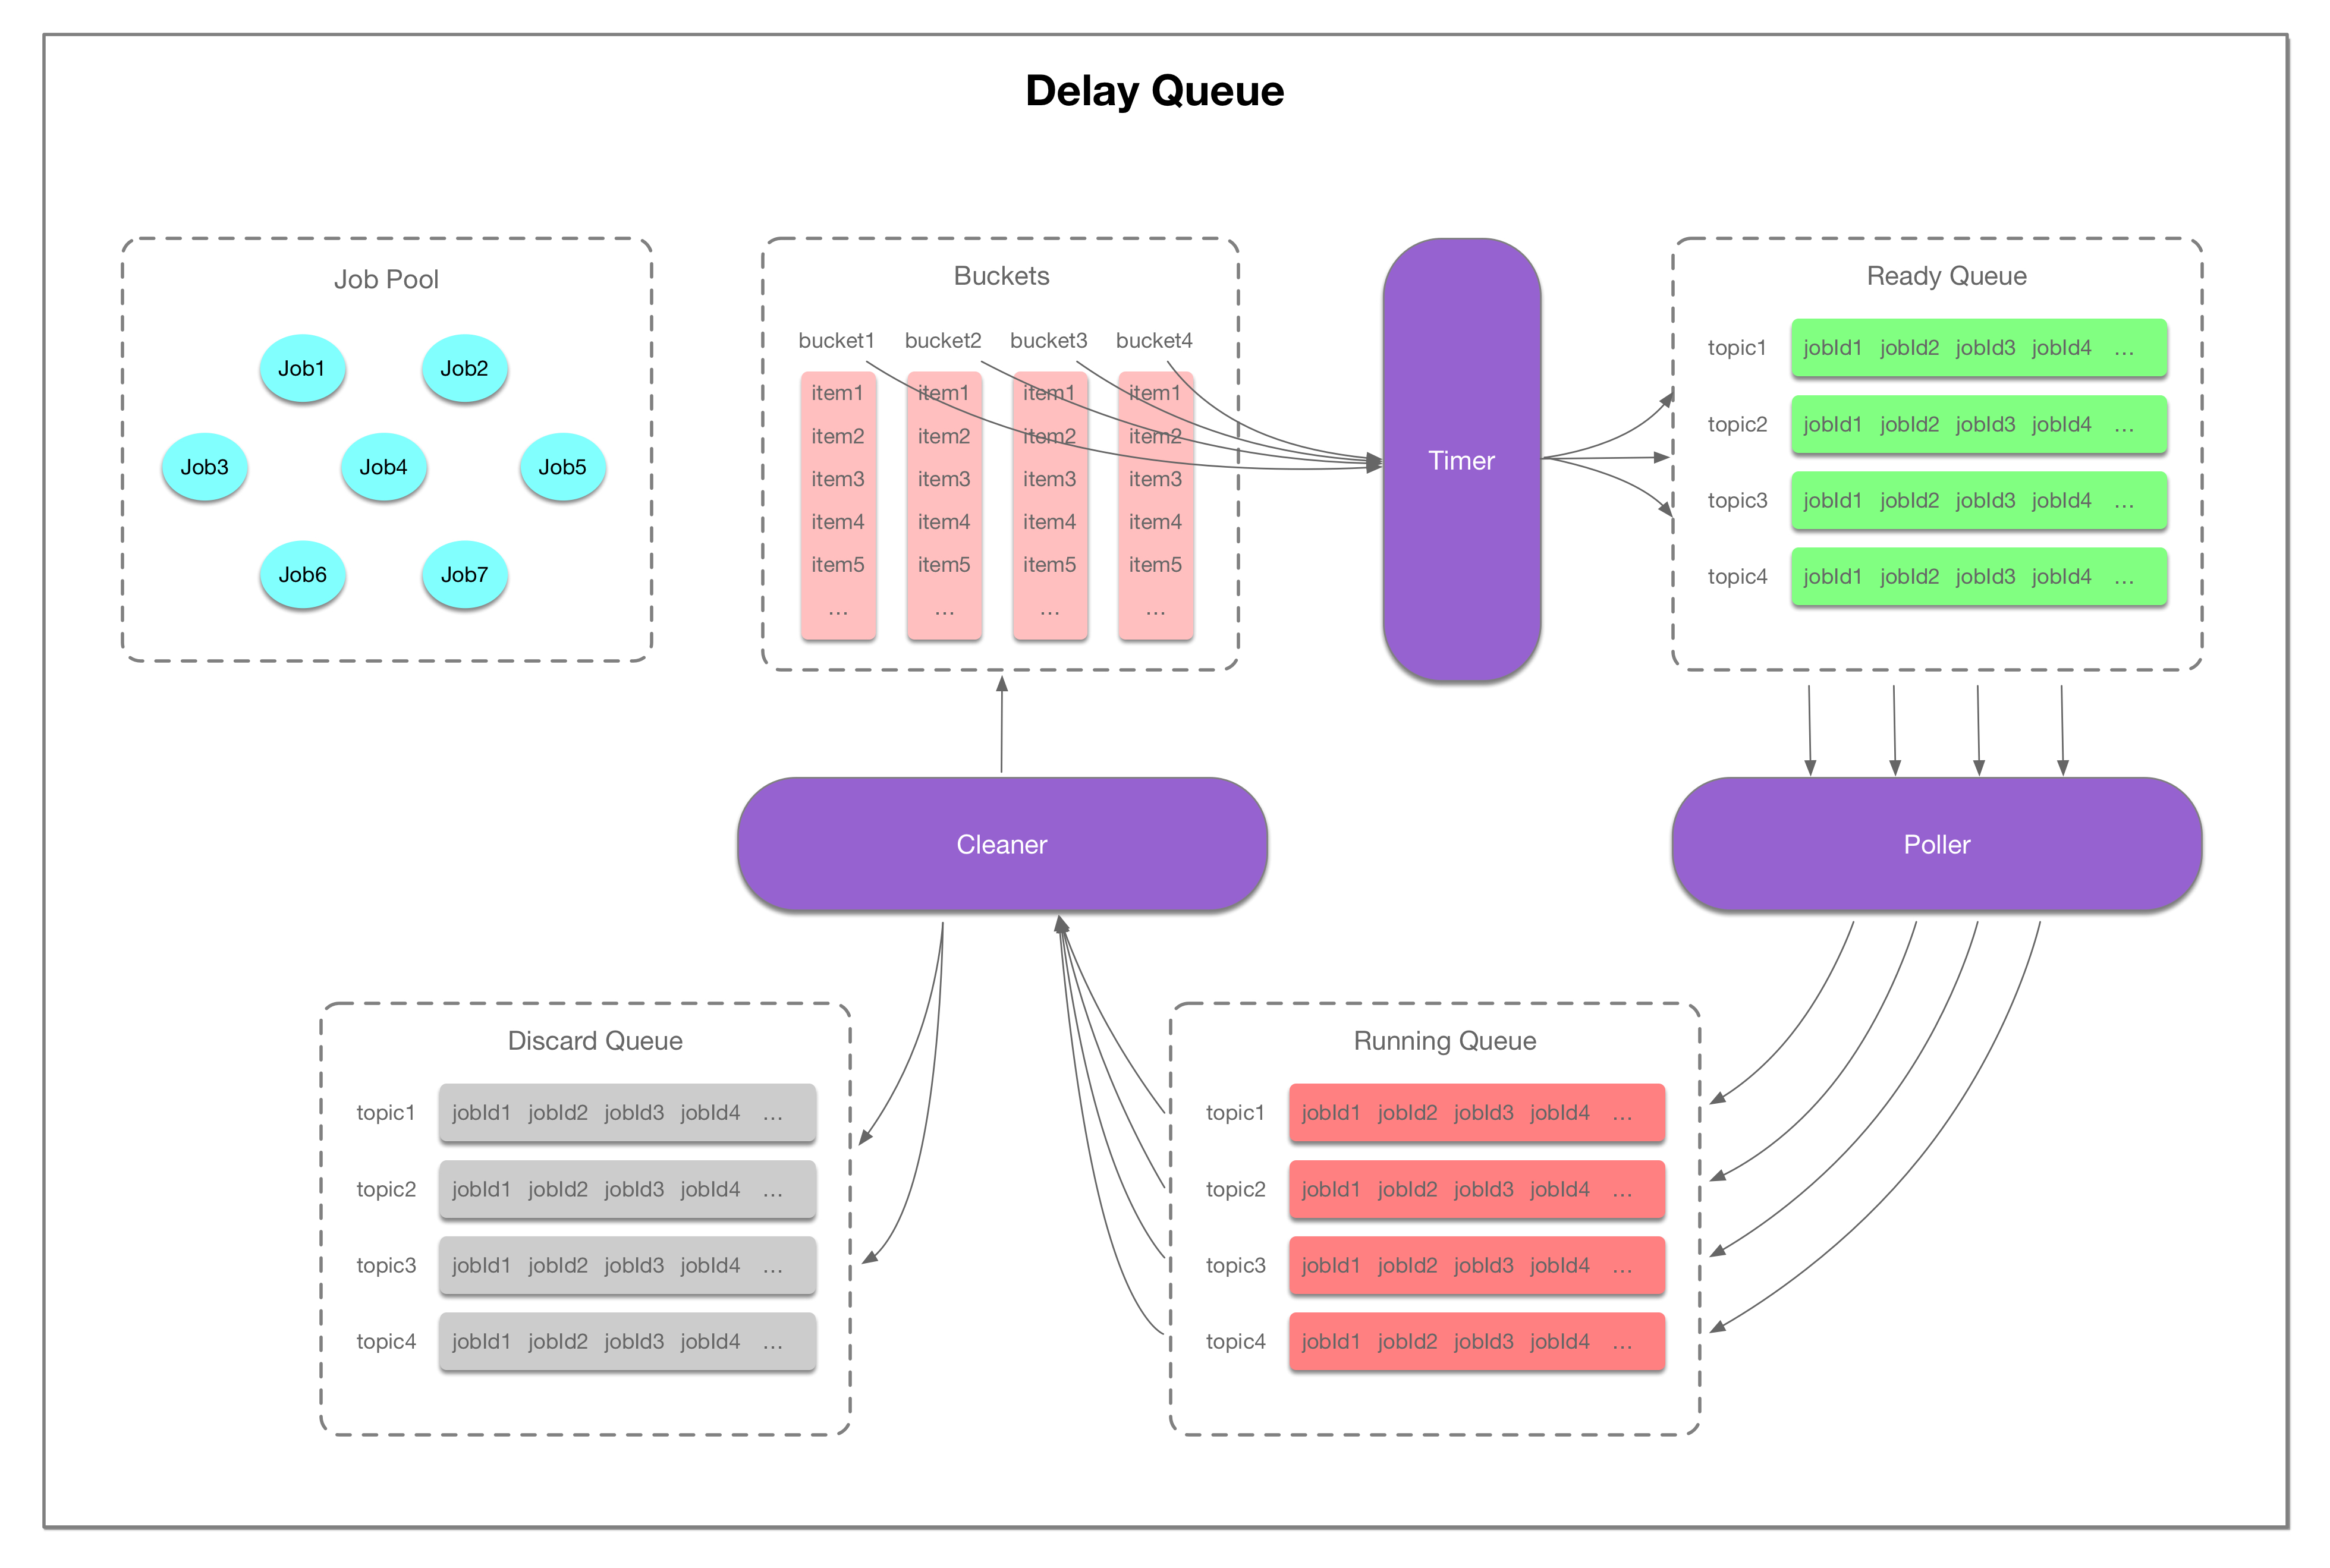 Delay Queue
Job Pool
Job1 Job2
Job3 Job4 Job5
Job6 Job7
Buckets
bucket1 bucket2 bucket3 bucket4
item1 item1 item1 item1
item2 item2 item2 item2
item3 item3 item3 item3
item4 item4 item4 item4
item5 item5 item5 item5
... ... ... ...
Timer
Ready Queue
topic1 jobId1 jobId2 jobId3 jobId4 ...
topic2 jobId1 jobId2 jobId3 jobId4 ...
topic3 jobId1 jobId2 jobId3 jobId4 ...
topic4 jobId1 jobId2 jobId3 jobId4 ...
Cleaner
Poller
Discard Queue
topic1 jobId1 jobId2 jobId3 jobId4 ...
topic2 jobId1 jobId2 jobId3 jobId4 ...
topic3 jobId1 jobId2 jobId3 jobId4 ...
topic4 jobId1 jobId2 jobId3 jobId4 ...
Running Queue
topic1 jobId1 jobId2 jobId3 jobId4 ...
topic2 jobId1 jobId2 jobId3 jobId4 ...
topic3 jobId1 jobId2 jobId3 jobId4 ...
topic4 jobId1 jobId2 jobId3 jobId4 ...